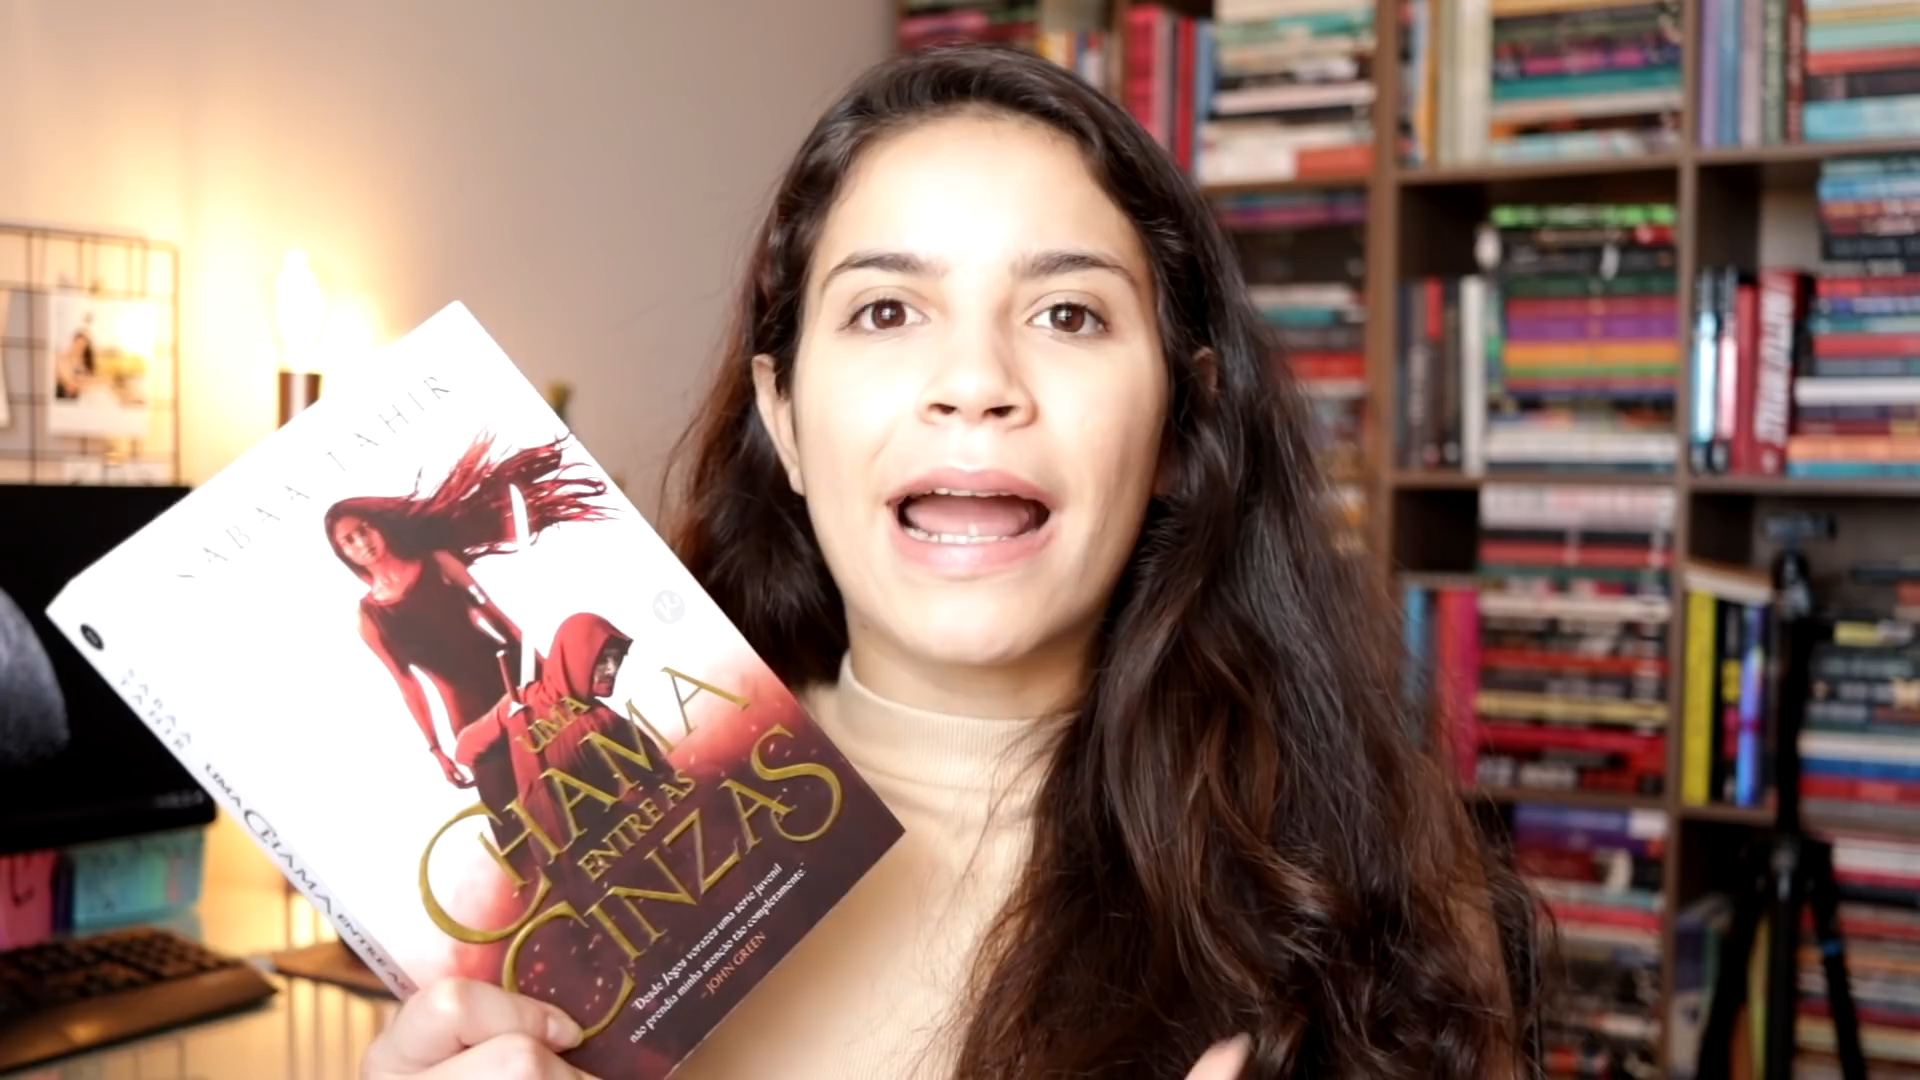 SABAA TAHIR
UMA
CHAMA
ENTRE AS
CINZAS
"Desde Jogos vorazes uma série juvenil
não prendia minha atenção tão completamente."
–JOHN GREEN
SABAA
TAHIR
UMA CHAMA ENTRE AS